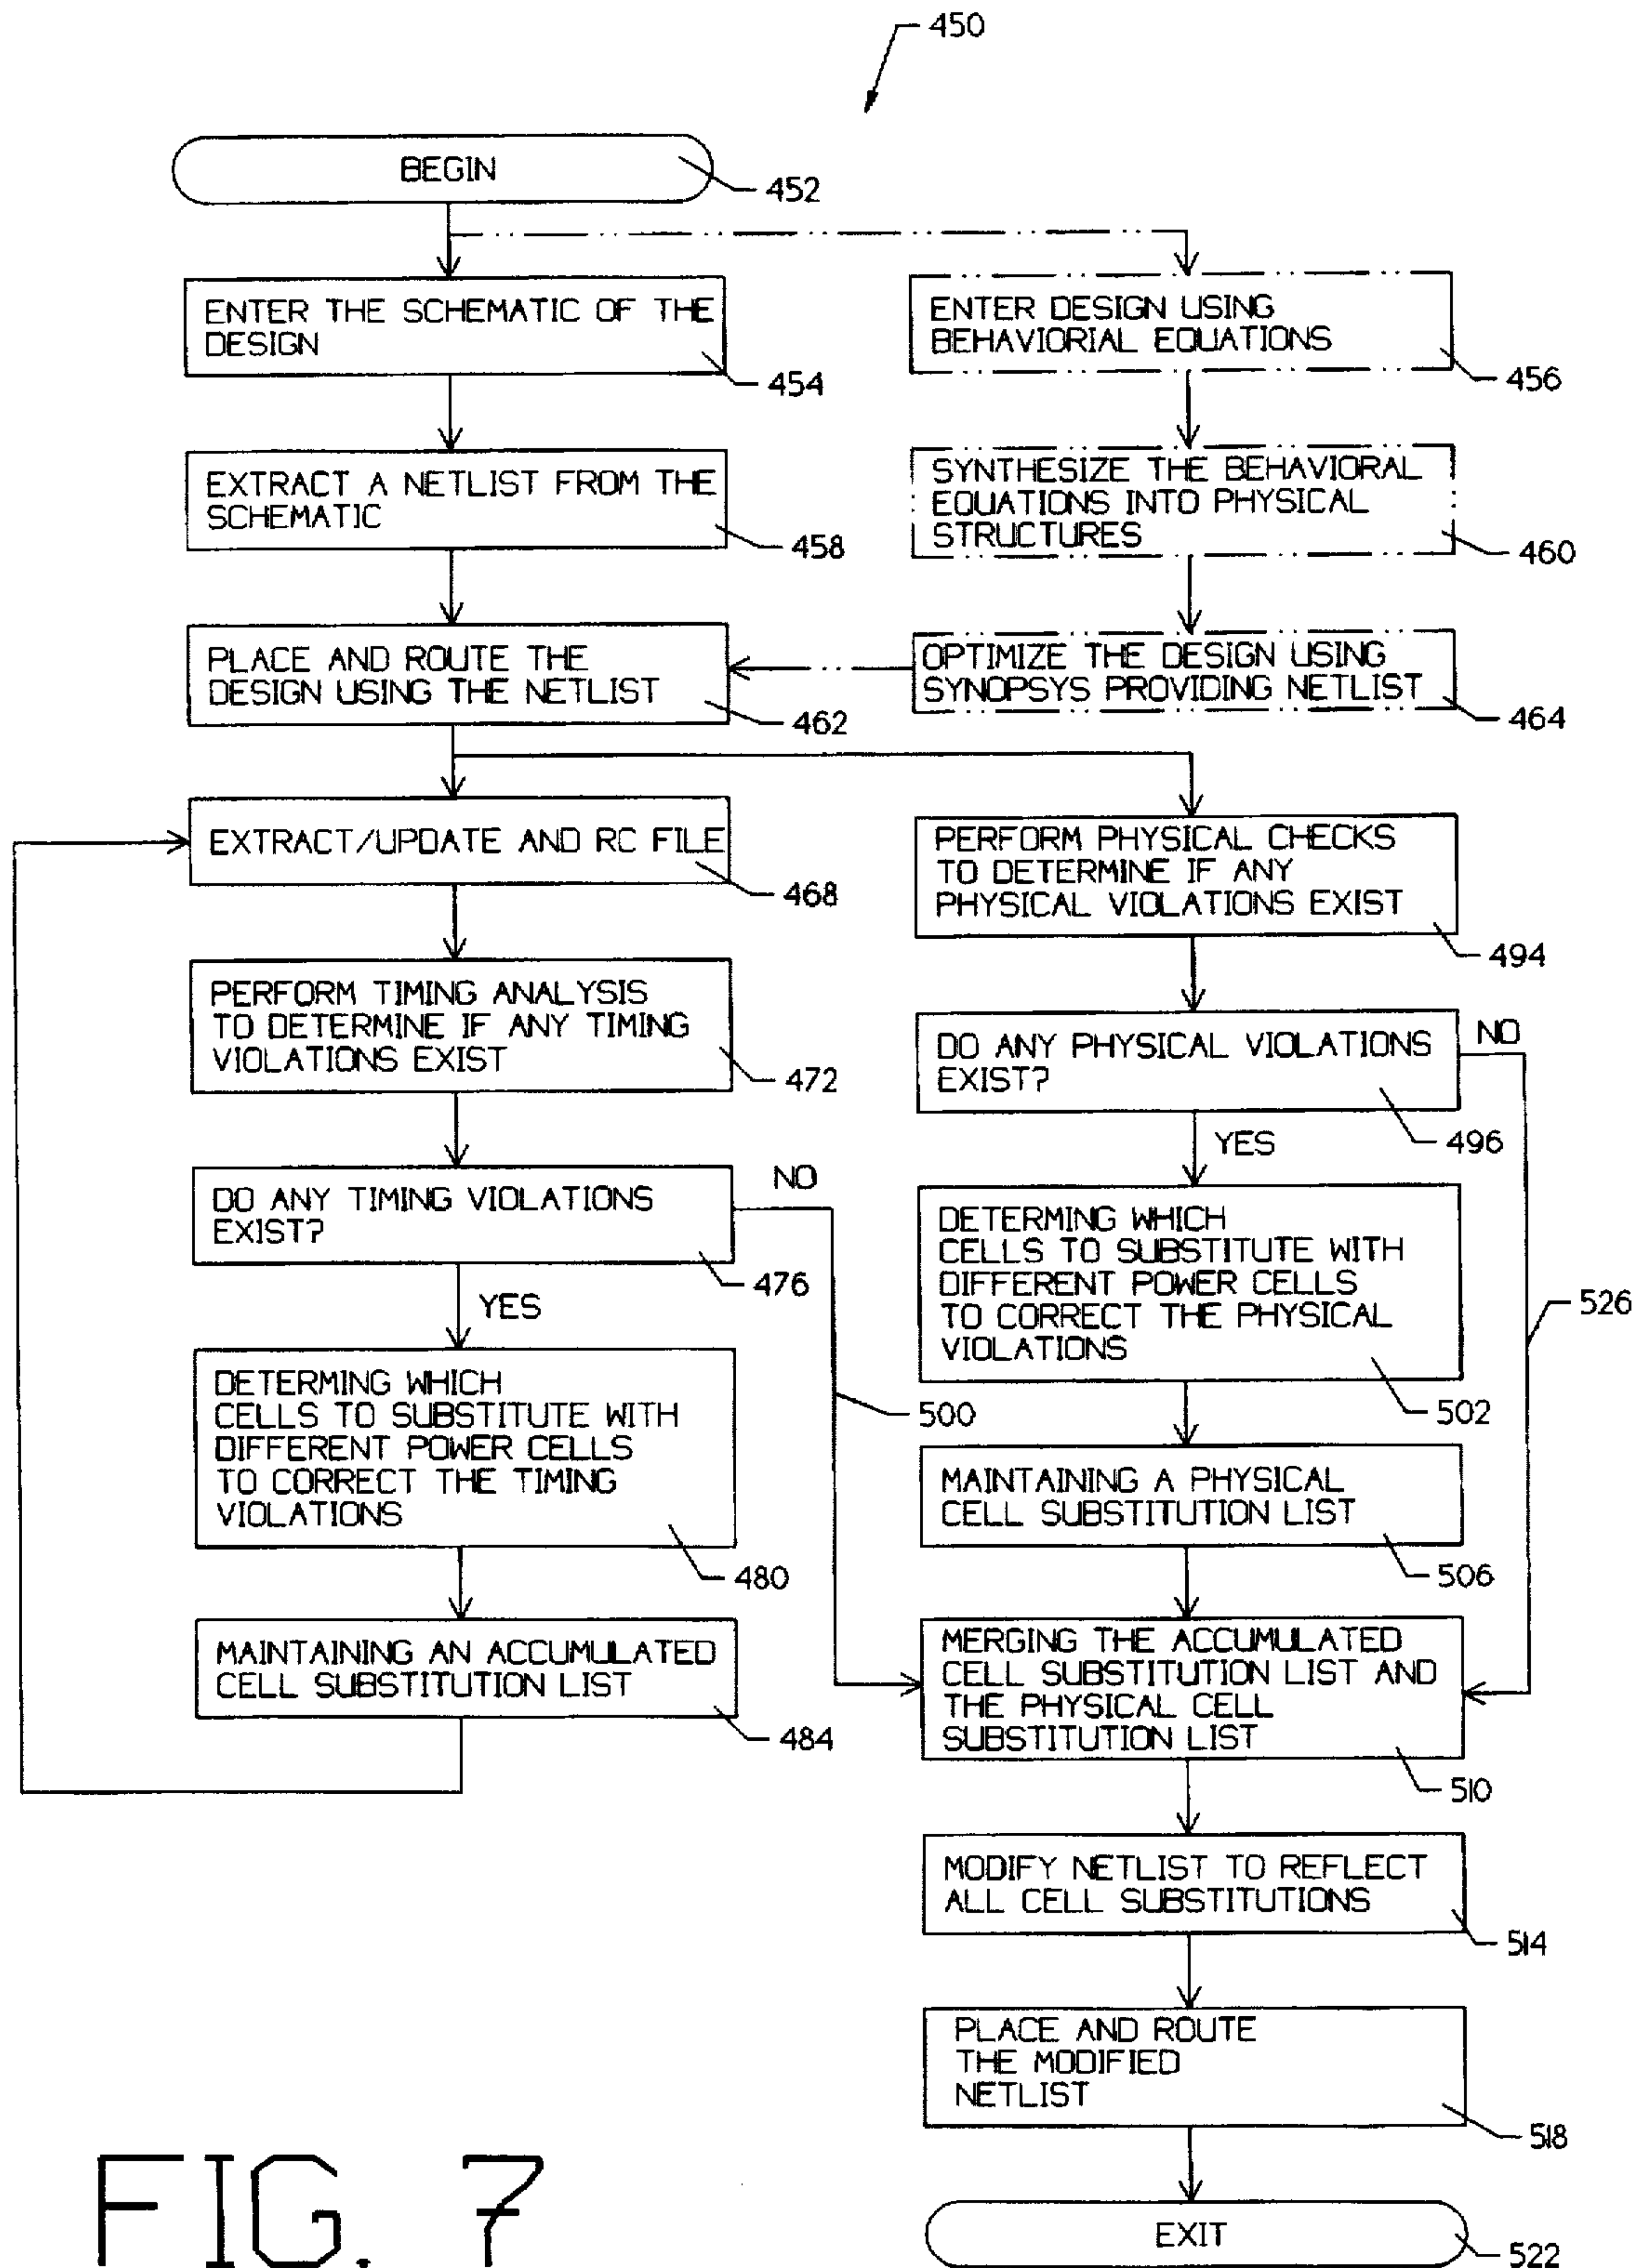 450
BEGIN
452
ENTER THE SCHEMATIC OF THE
DESIGN
454
ENTER DESIGN USING
BEHAVIORIAL EQUATIONS
456
EXTRACT A NETLIST FROM THE
SCHEMATIC
458
SYNTHESIZE THE BEHAVIORAL
EQUATIONS INTO PHYSICAL
STRUCTURES
460
PLACE AND ROUTE THE
DESIGN USING THE NETLIST
462
OPTIMIZE THE DESIGN USING
SYNOPSYS PROVIDING NETLIST
464
EXTRACT/UPDATE AND RC FILE
468
PERFORM TIMING ANALYSIS
TO DETERMINE IF ANY TIMING
VIOLATIONS EXIST
472
DO ANY TIMING VIOLATIONS
EXIST?
476
NO
500
YES
DETERMING WHICH
CELLS TO SUBSTITUTE WITH
DIFFERENT POWER CELLS
TO CORRECT THE TIMING
VIOLATIONS
480
MAINTAINING AN ACCUMULATED
CELL SUBSTITUTION LIST
484
PERFORM PHYSICAL CHECKS
TO DETERMINE IF ANY
PHYSICAL VIOLATIONS EXIST
494
DO ANY PHYSICAL VIOLATIONS
EXIST?
496
NO
526
YES
DETERMING WHICH
CELLS TO SUBSTITUTE WITH
DIFFERENT POWER CELLS
TO CORRECT THE PHYSICAL
VIOLATIONS
502
MAINTAINING A PHYSICAL
CELL SUBSTITUTION LIST
506
MERGING THE ACCUMULATED
CELL SUBSTITUTION LIST AND
THE PHYSICAL CELL
SUBSTITUTION LIST
510
MODIFY NETLIST TO REFLECT
ALL CELL SUBSTITUTIONS
514
PLACE AND ROUTE
THE MODIFIED
NETLIST
518
EXIT
522
FIG. 7